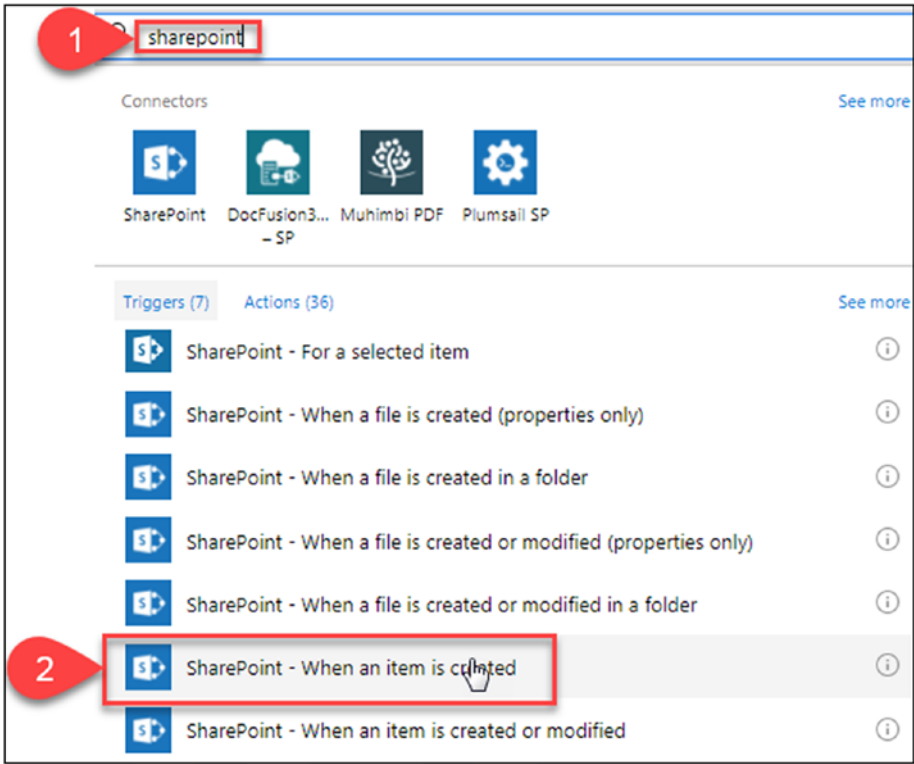 1
sharepoint
Connectors
See more
SharePoint
DocFusion3...
– SP
Muhimbi PDF
Plumsail SP
Triggers (7)
Actions (36)
See more
SharePoint - For a selected item
SharePoint - When a file is created (properties only)
SharePoint - When a file is created in a folder
SharePoint - When a file is created or modified (properties only)
SharePoint - When a file is created or modified in a folder
2
SharePoint - When an item is created
SharePoint - When an item is created or modified